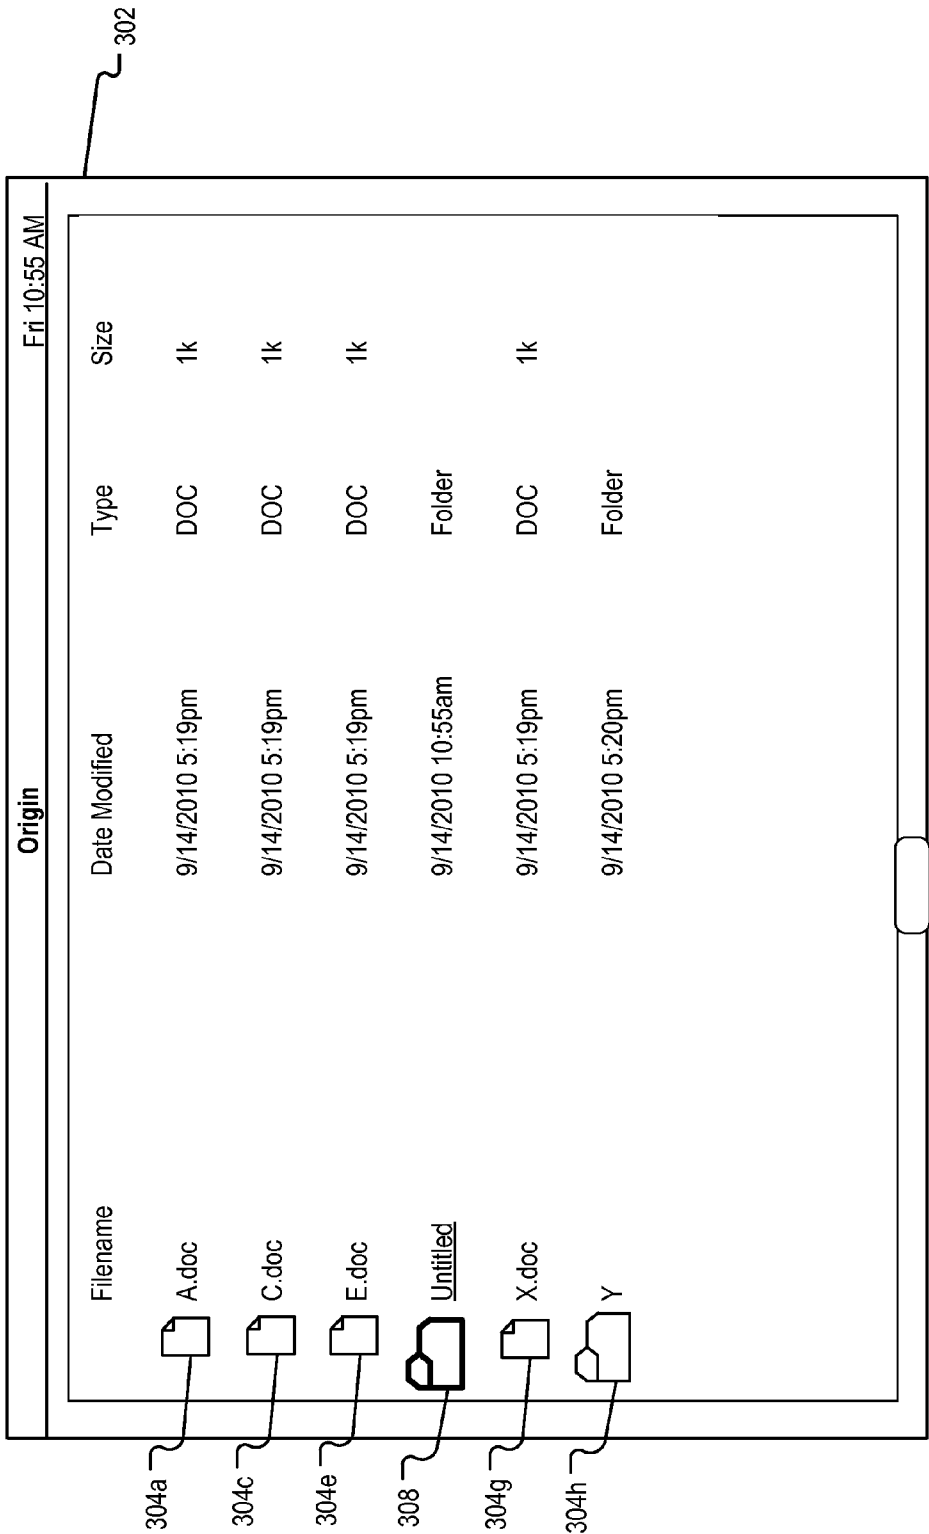 302
Origin
Fri 10:55 AM
Filename Date Modified Type Size
304a A.doc 9/14/2010 5:19pm DOC 1k
304c C.doc 9/14/2010 5:19pm DOC 1k
304e E.doc 9/14/2010 5:19pm DOC 1k
308 Untitled 9/14/2010 10:55am Folder
304g X.doc 9/14/2010 5:19pm DOC 1k
304h Y 9/14/2010 5:20pm Folder